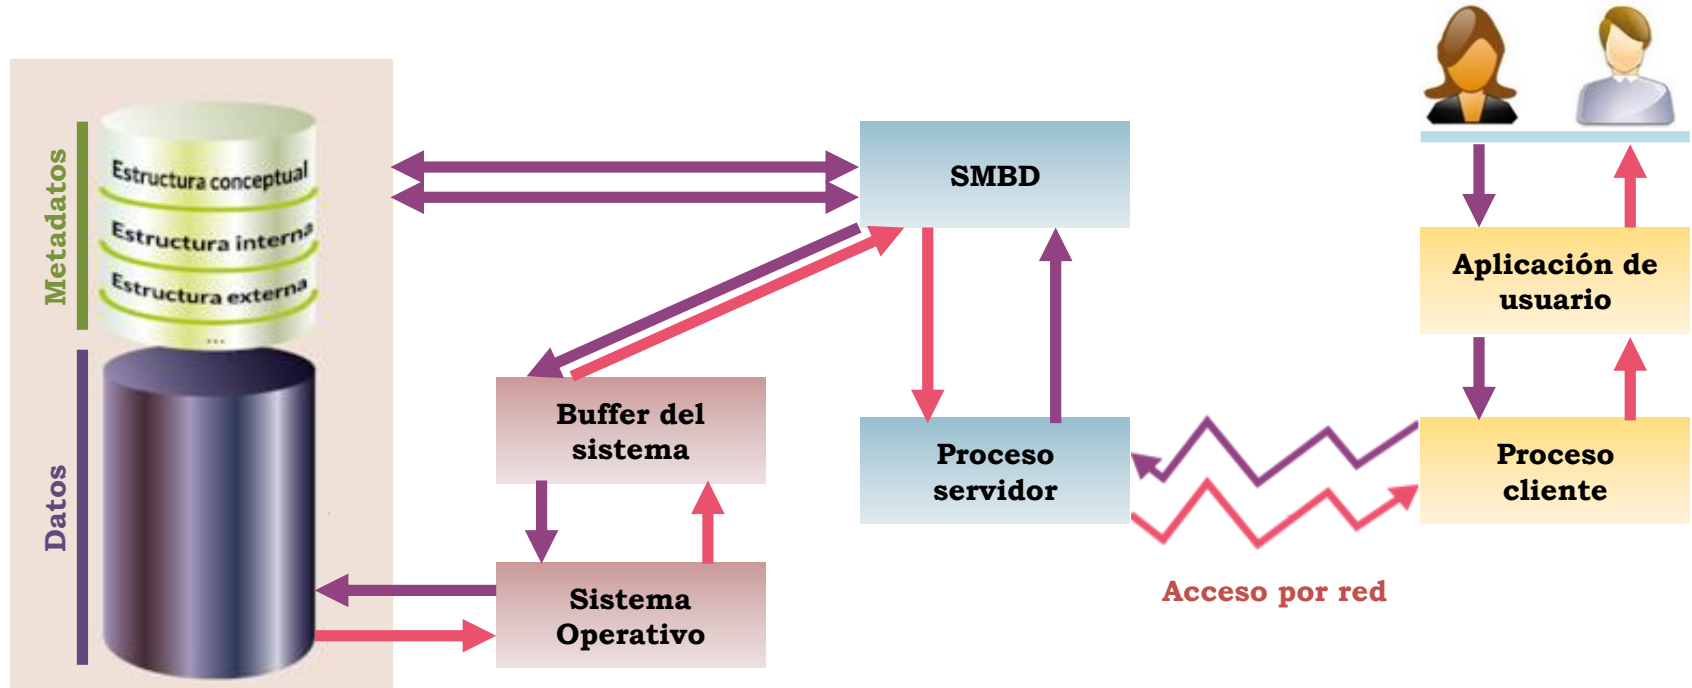 Metadatos
Estructura conceptual
Estructura interna
Estructura externa
...
Datos
SMBD
Buffer del
sistema
Sistema
Operativo
Proceso
servidor
Acceso por red
Aplicación de
usuario
Proceso
cliente